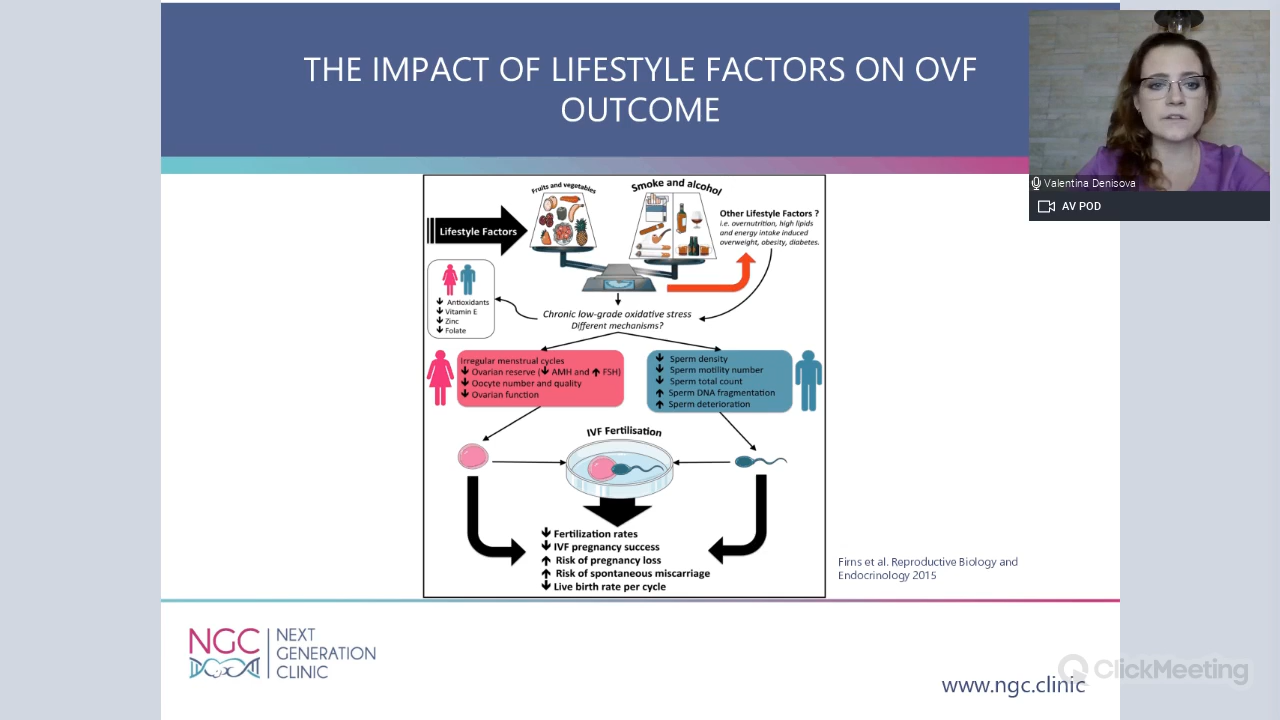 THE IMPACT OF LIFESTYLE FACTORS ON OVF
OUTCOME
Valentina Denisova
AV POD
Fruits and vegetables
Smoke and alcohol
Lifestyle Factors
Other Lifestyle Factors ?
i.e. overnutrition, high lipids
and energy intake induced
overweight, obesity, diabetes.
Antioxidants
Vitamin E
Zinc
Folate
Chronic low-grade oxidative stress
Different mechanisms?
Irregular menstrual cycles
↓ Ovarian reserve (↓ AMH and ↑ FSH)
↓ Oocyte number and quality
↓ Ovarian function
↓ Sperm density
↓ Sperm motility number
↓ Sperm total count
↑ Sperm DNA fragmentation
↑ Sperm deterioration
IVF Fertilisation
↓ Fertilization rates
↓ IVF pregnancy success
↑ Risk of pregnancy loss
↑ Risk of spontaneous miscarriage
↓ Live birth rate per cycle
Firns et al. Reproductive Biology and
Endocrinology 2015
NGC
NEXT
GENERATION
CLINIC
ClickMeeting
www.ngc.clinic